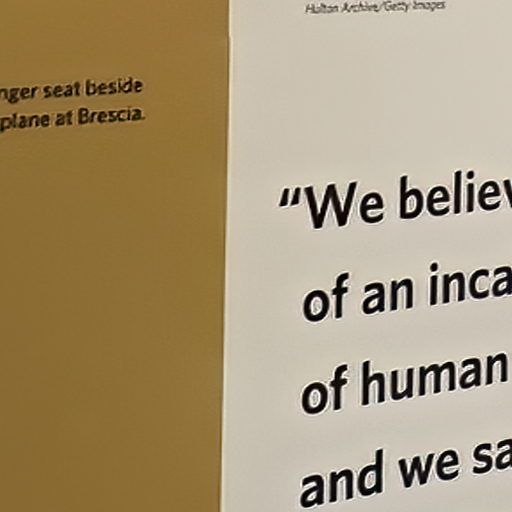 nger seat beside
plane at Brescia.
Hulton Archive/Getty Images
“We believ
of an inca
of human
and we sa